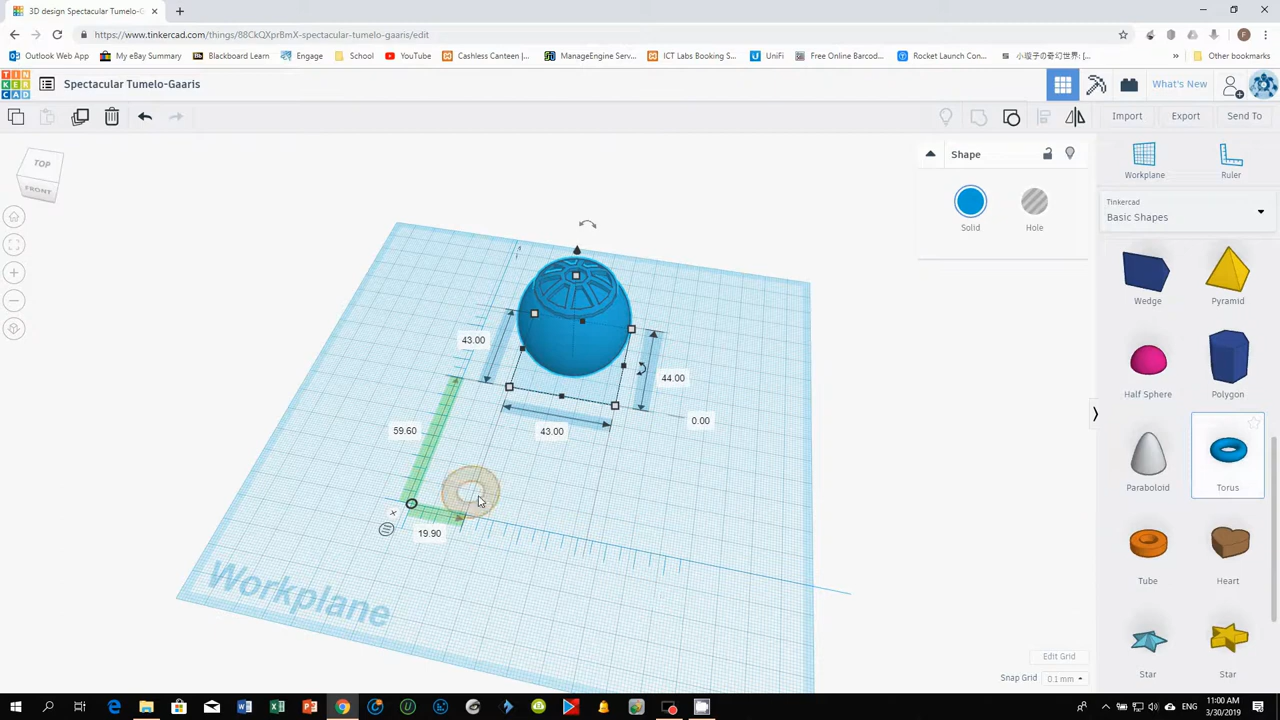 3D design Spectacular Tumelo-G
https://www.tinkercad.com/things/88CkQXprBmX-spectacular-tumelo-gaaris/edit
Outlook Web App
My eBay Summary
Blackboard Learn
Engage
School
YouTube
Cashless Canteen |...
ManageEngine Serv...
ICT Labs Booking S...
UniFi
Free Online Barcod...
Rocket Launch Con...
Other bookmarks
TIN
KER
CAD
Spectacular Tumelo-Gaaris
What's New
Import
Export
Send To
TOP
FRONT
Shape
Solid
Hole
Workplane
Ruler
Tinkercad
Basic Shapes
Wedge
Pyramid
Half Sphere
Polygon
Paraboloid
Torus
Tube
Heart
Star
Star
43.00
44.00
0.00
43.00
59.60
19.90
Workplane
Edit Grid
Snap Grid
0.1 mm
11:00 AM
3/30/2019